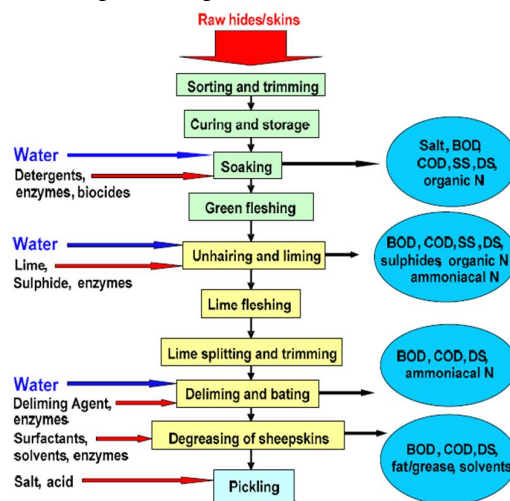 Raw hides/skins
Sorting and trimming
Curing and storage
Water
Detergents,
enzymes, biocides
Soaking
Salt, BOD,
COD, SS, DS,
organic N
Green fleshing
Water
Lime,
Sulphide, enzymes
Unhairing and liming
BOD, COD, SS, DS,
sulphides, organic N
ammoniacal N
Lime fleshing
Lime splitting and trimming
Water
Deliming Agent,
enzymes
Deliming and bating
BOD, COD, DS,
ammoniacal N
Surfactants,
solvents, enzymes
Degreasing of sheepskins
BOD, COD, DS,
fat/grease, solvents
Salt, acid
Pickling